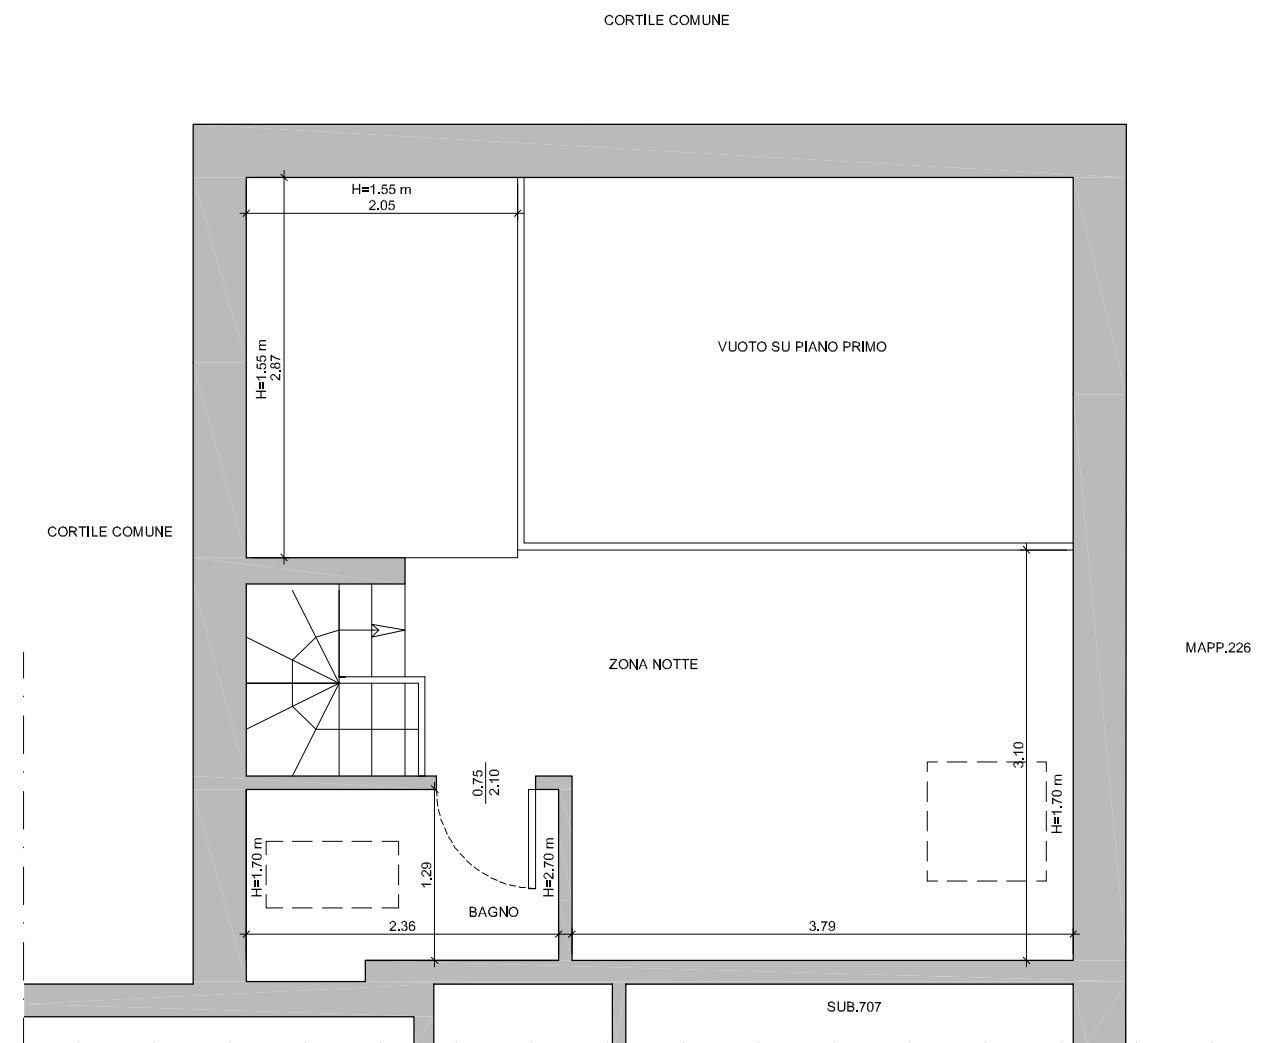 CORTILE COMUNE
H=1.55 m
2.05
H=1.55 m
2.87
VUOTO SU PIANO PRIMO
CORTILE COMUNE
ZONA NOTTE
MAPP.226
0.75
2.10
3.10
H=1.70 m
H=1.70 m
1.29
H=2.70 m
BAGNO
2.36
3.79
SUB.707